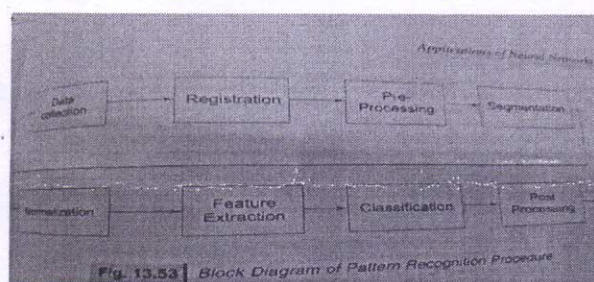 Applications of Neural Networks
Data
collection
Registration
Pre-
Processing
Segmentation
Feature
Extraction
Classification
Post
Processing
Fig. 13.53 Block Diagram of Pattern Recognition Procedure